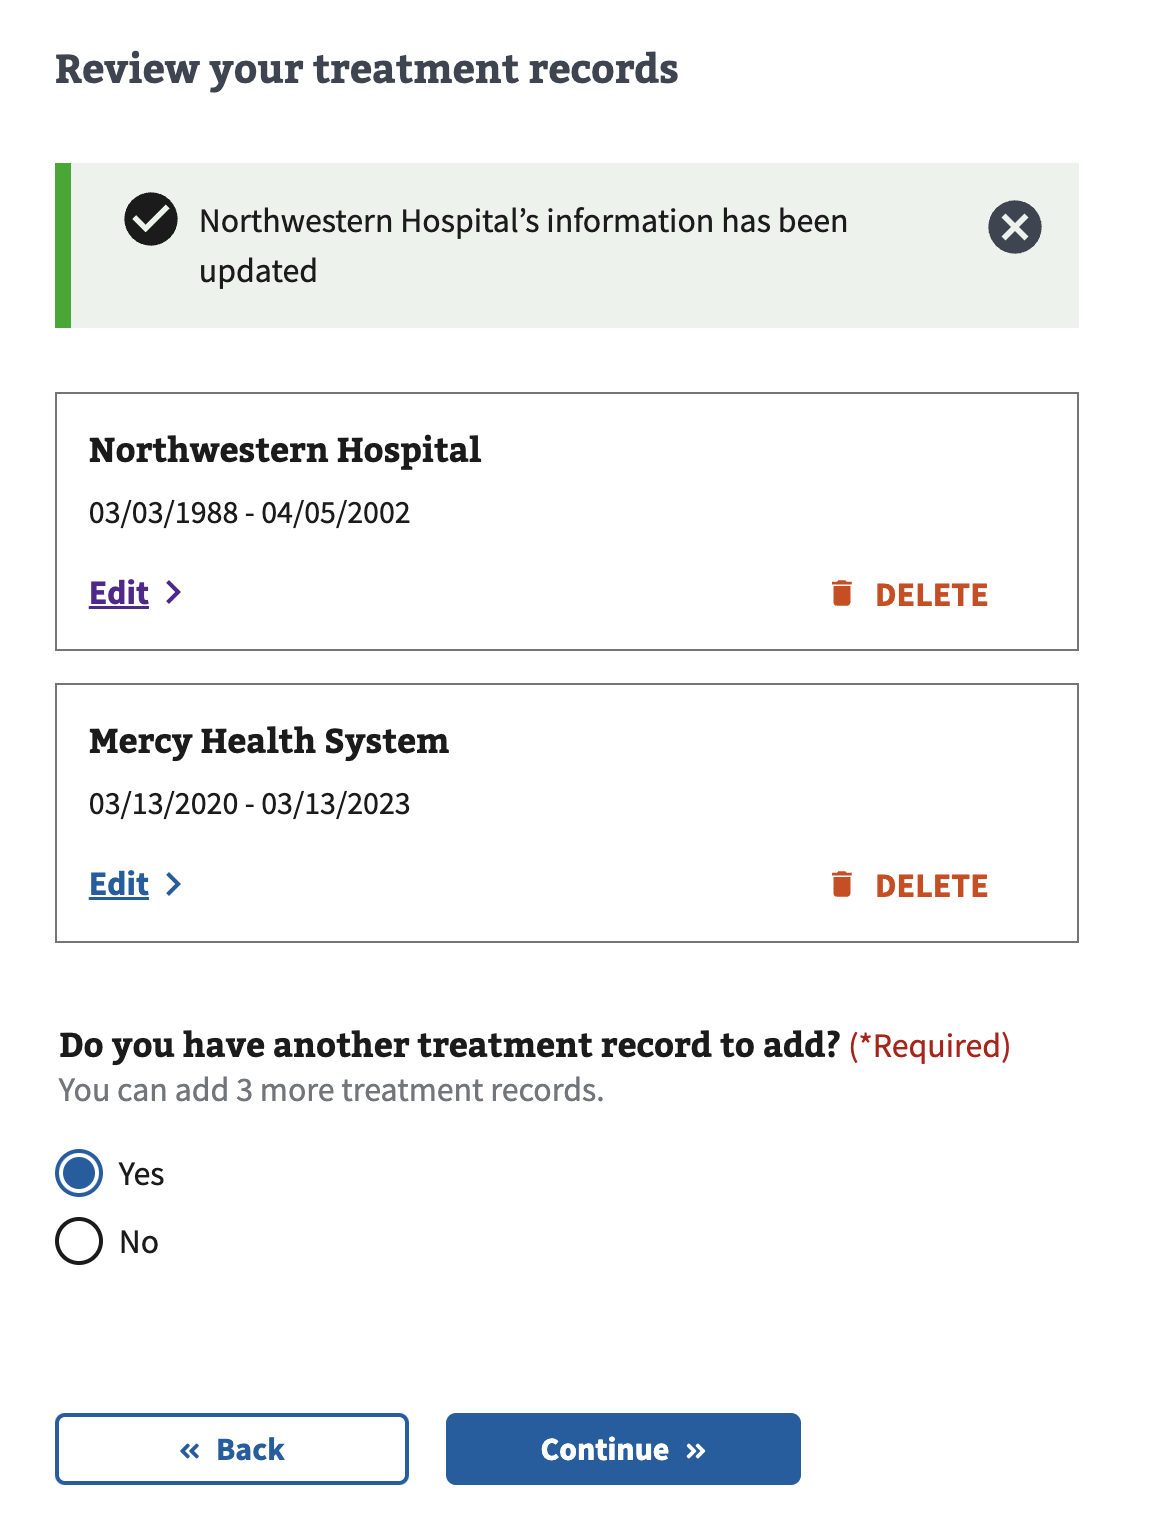 Review your treatment records
Northwestern Hospital’s information has been
updated
Northwestern Hospital
03/03/1988 - 04/05/2002
Edit
DELETE
Mercy Health System
03/13/2020 - 03/13/2023
Edit
DELETE
Do you have another treatment record to add? (*Required)
You can add 3 more treatment records.
Yes
No
« Back
Continue »